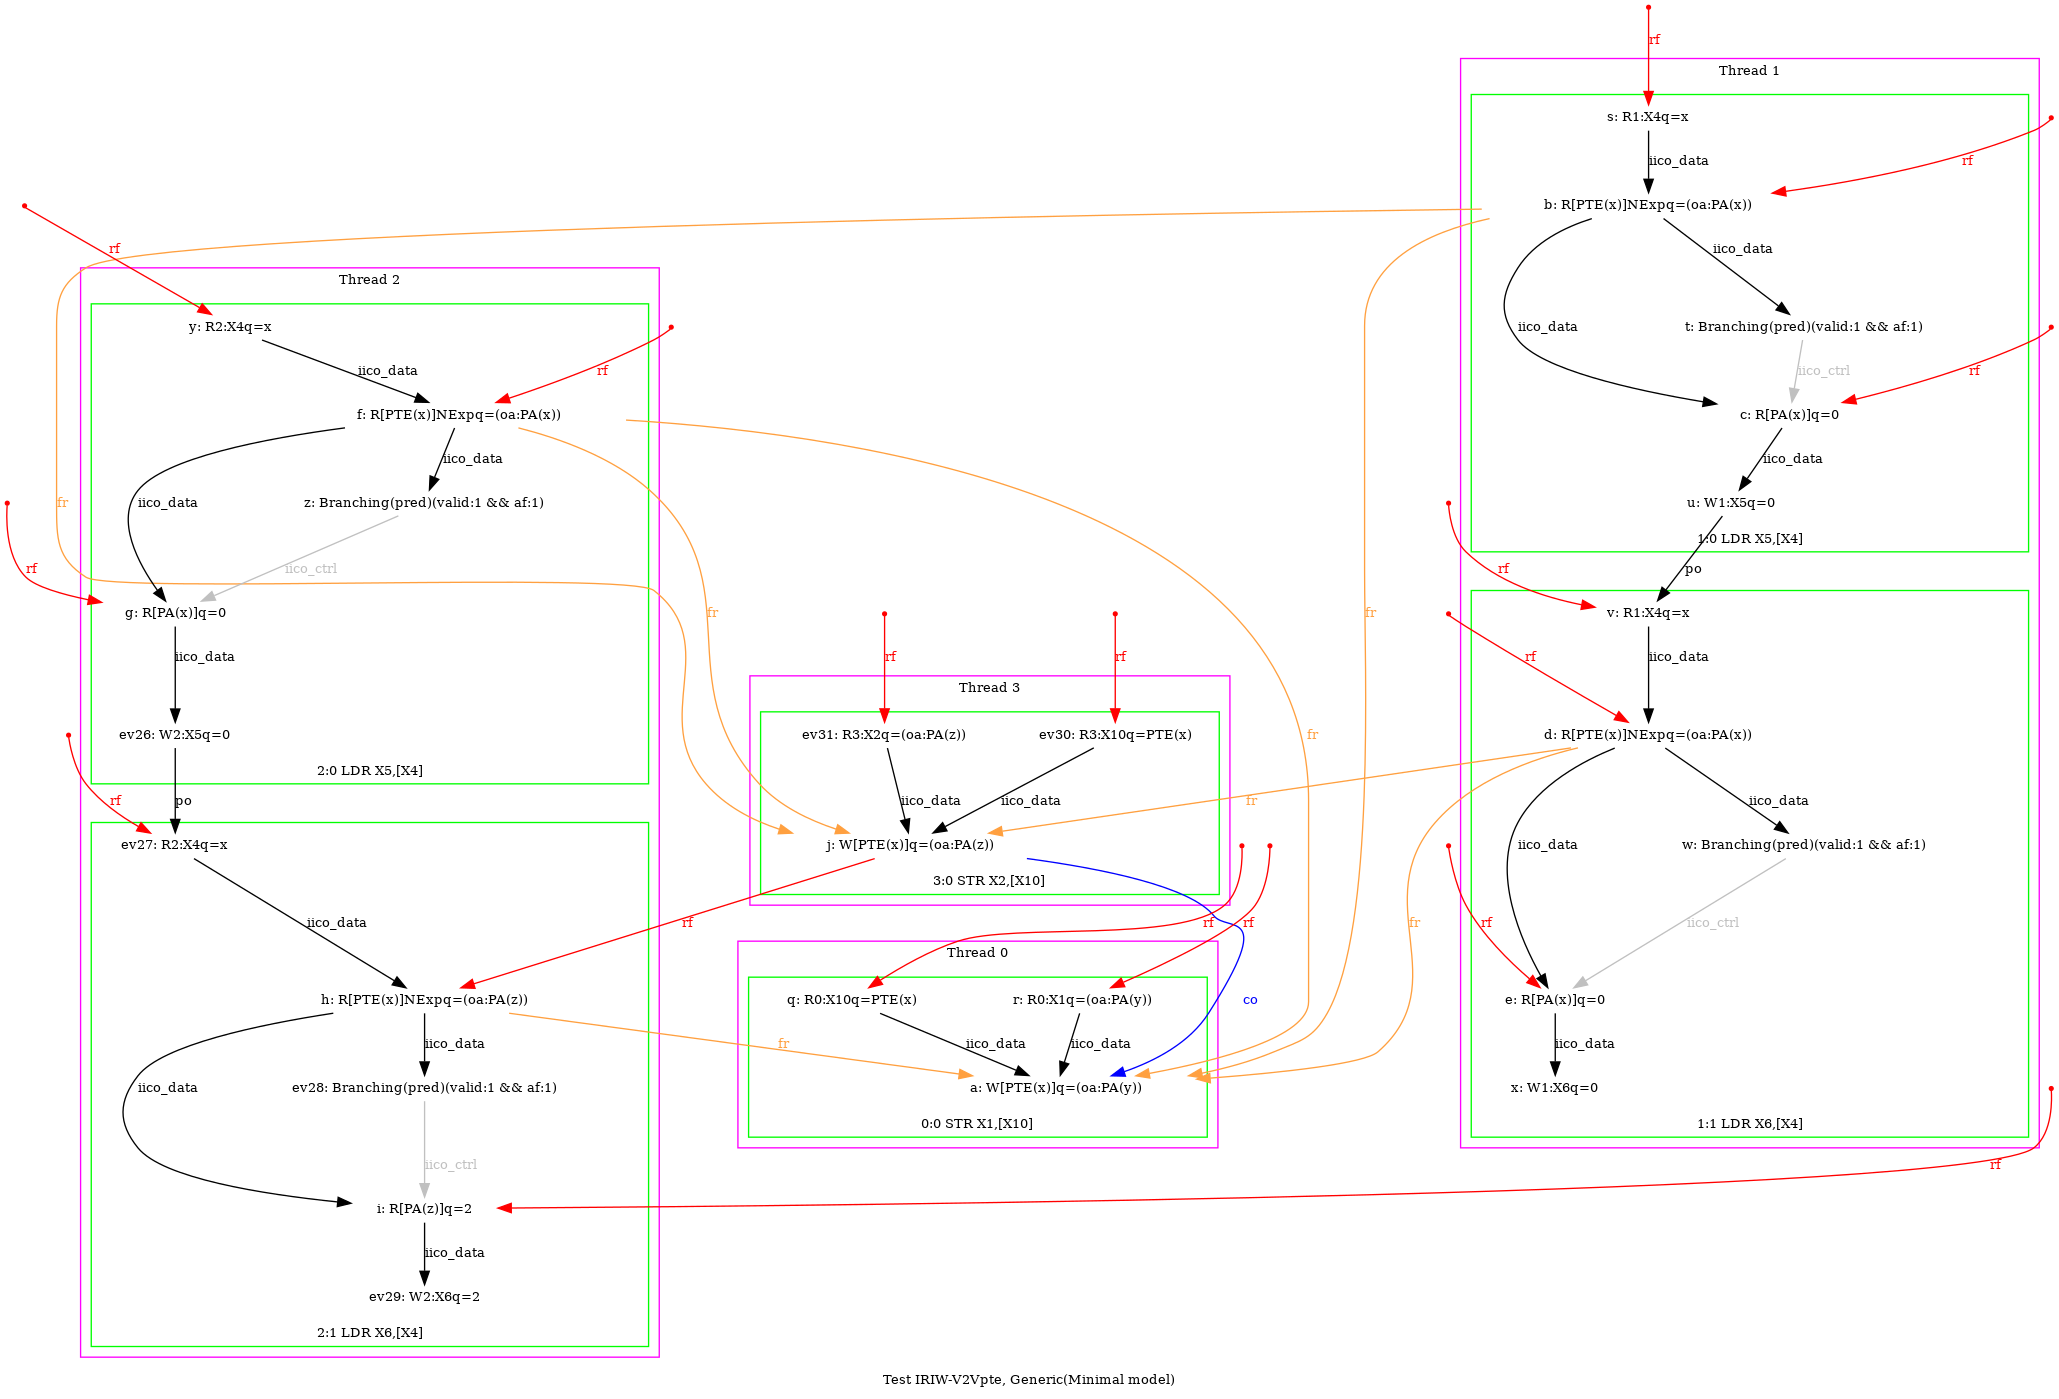 rf
Thread 1
s: R1:X4q=x
iico_data
rf
b: R[PTE(x)]NExpq=(oa:PA(x))
rf
iico_data
Thread 2
y: R2:X4q=x
iico_data
t: Branching(pred)(valid:1 && af:1)
iico_data
rf
iico_ctrl
rf
f: R[PTE(x)]NExpq=(oa:PA(x))
c: R[PA(x)]q=0
iico_data
iico_data
fr
iico_data
z: Branching(pred)(valid:1 && af:1)
u: W1:X5q=0
1:0 LDR X5,[X4]
rf
iico_ctrl
rf
po
g: R[PA(x)]q=0
fr
fr
v: R1:X4q=x
iico_data
rf
rf
rf
iico_data
Thread 3
ev26: W2:X5q=0
ev31: R3:X2q=(oa:PA(z))
ev30: R3:X10q=PTE(x)
fr
d: R[PTE(x)]NExpq=(oa:PA(x))
2:0 LDR X5,[X4]
rf
po
iico_data
iico_data
fr
iico_data
ev27: R2:X4q=x
j: W[PTE(x)]q=(oa:PA(z))
iico_data
w: Branching(pred)(valid:1 && af:1)
3:0 STR X2,[X10]
iico_data
rf
rf
rf
fr
rf
iico_ctrl
Thread 0
h: R[PTE(x)]NExpq=(oa:PA(z))
q: R0:X10q=PTE(x)
r: R0:X1q=(oa:PA(y))
co
e: R[PA(x)]q=0
iico_data
fr
iico_data
iico_data
iico_data
iico_data
ev28: Branching(pred)(valid:1 && af:1)
a: W[PTE(x)]q=(oa:PA(y))
x: W1:X6q=0
0:0 STR X1,[X10]
1:1 LDR X6,[X4]
iico_ctrl
rf
i: R[PA(z)]q=2
iico_data
ev29: W2:X6q=2
2:1 LDR X6,[X4]
Test IRIW-V2Vpte, Generic(Minimal model)